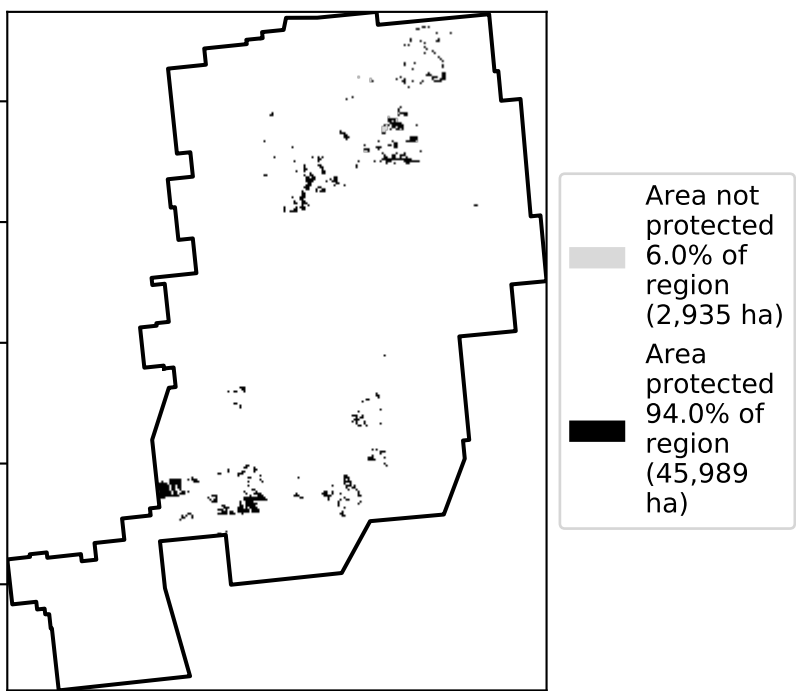 Area not
protected
6.0% of
region
(2,935 ha)
Area
protected
94.0% of
region
(45,989
ha)